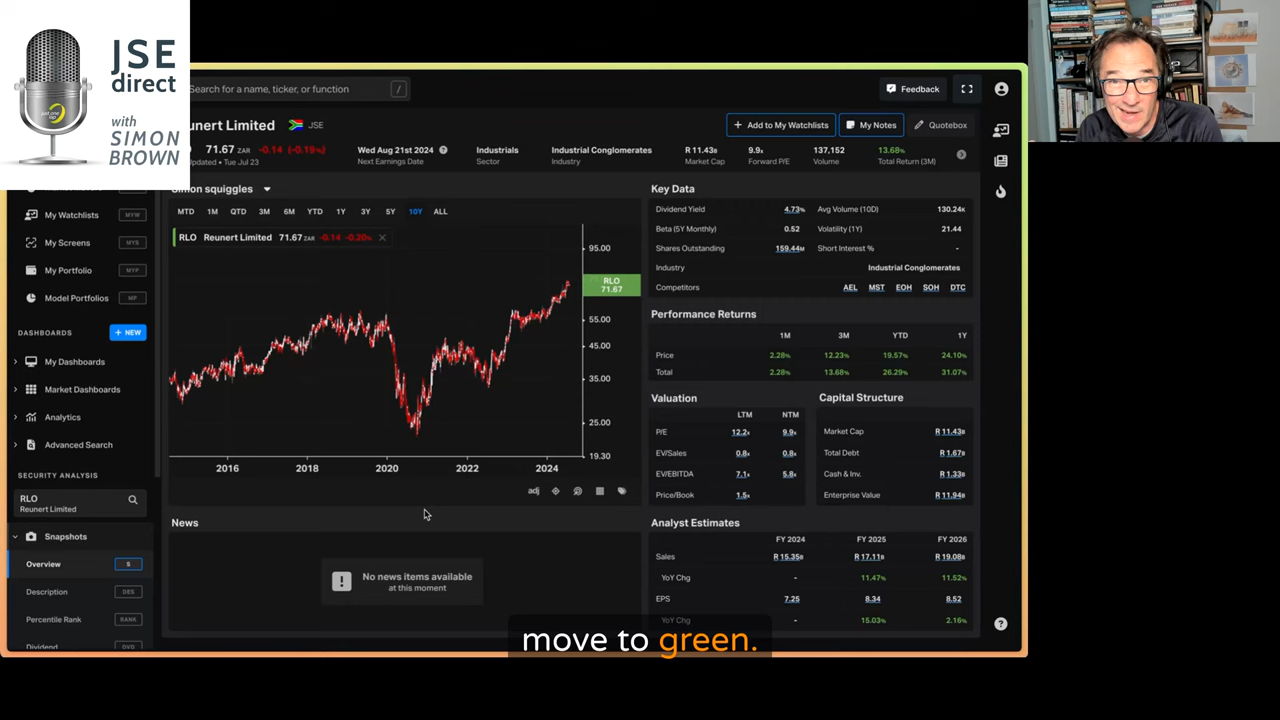 JSE
direct
with
SIMON
BROWN
just one
Search for a name, ticker, or function
/
Feedback
eunert Limited
JSE
+ Add to My Watchlists
My Notes
Quotebox
71.67 ZAR -0.14 (-0.19%)
pdated • Tue Jul 23
Wed Aug 21st 2024
Next Earnings Date
Industrials
Sector
Industrial Conglomerates
Industry
R 11.43B
Market Cap
9.9x
Forward P/E
137,152
Volume
13.68%
Total Return (3M)
Simon squiggles
MTD 1M QTD 3M 6M YTD 1Y 3Y 5Y 10Y ALL
RLO Reunert Limited 71.67 ZAR -0.14 -0.20%
95.00
RLO
71.67
55.00
45.00
35.00
25.00
19.30
2016 2018 2020 2022 2024
adj
News
No news items available
at this moment
My Watchlists MYW
My Screens MYS
My Portfolio MYP
Model Portfolios MP
DASHBOARDS + NEW
My Dashboards
Market Dashboards
Analytics
Advanced Search
SECURITY ANALYSIS
RLO
Reunert Limited
Snapshots
Overview S
Description DES
Percentile Rank RANK
Dividend DVD
Key Data
Dividend Yield 4.73% Avg Volume (10D) 130.24K
Beta (5Y Monthly) 0.52 Volatility (1Y) 21.44
Shares Outstanding 159.44M Short Interest % -
Industry Industrial Conglomerates
Competitors AEL MST EOH SOH DTC
Performance Returns
1M 3M YTD 1Y
Price 2.28% 12.23% 19.57% 24.10%
Total 2.28% 13.68% 26.29% 31.07%
Valuation
LTM NTM
P/E 12.2x 9.9x
EV/Sales 0.8x 0.8x
EV/EBITDA 7.1x 5.8x
Price/Book 1.5x
Capital Structure
Market Cap R 11.43B
Total Debt R 1.67B
Cash & Inv. R 1.33B
Enterprise Value R 11.94B
Analyst Estimates
FY 2024 FY 2025 FY 2026
Sales R 15.35B R 17.11B R 19.08B
YoY Chg - 11.47% 11.52%
EPS 7.25 8.34 8.52
YoY Chg - 15.03% 2.16%
move to green.